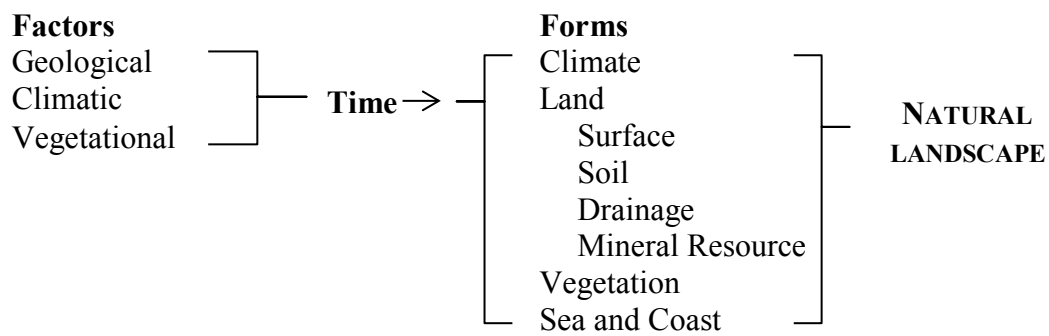 Factors
Geological
Climatic
Vegetational
Time
Forms
Climate
Land
Surface
Soil
Drainage
Mineral Resource
Vegetation
Sea and Coast
NATURAL
LANDSCAPE